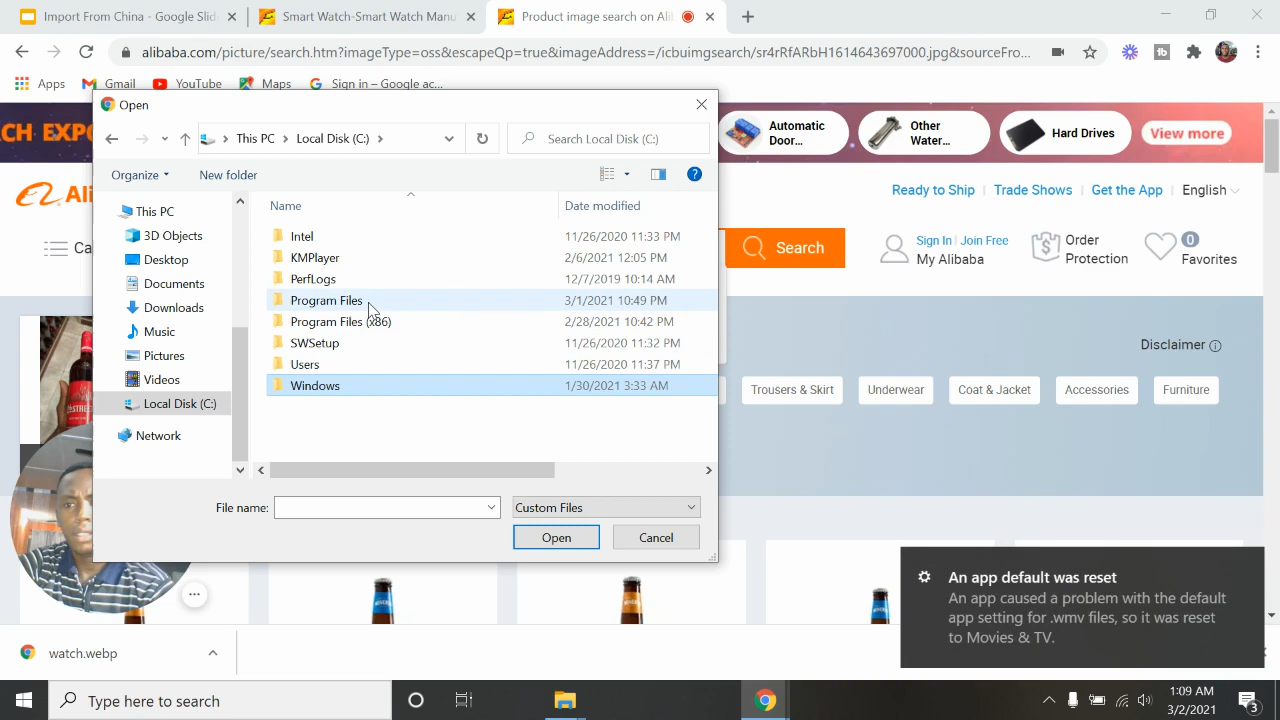 Import From China - Google Slid
Smart Watch-Smart Watch Manu
Product image search on Ali
alibaba.com/picture/search.htm?imageType=oss&escapeQp=true&imageAddress=/icbuimgsearch/sr4rRfARbH1614643697000.jpg&sourceFro...
Apps
Gmail
YouTube
Maps
Sign in – Google ac...
Open
CH EXPO
Automatic
Door...
Other
Water...
Hard Drives
View more
This PC
Local Disk (C:)
Search Local Disk (C:)
Organize
New folder
Ali
Ready to Ship
Trade Shows
Get the App
English
Name
Date modified
This PC
3D Objects
Desktop
Documents
Downloads
Music
Pictures
Videos
Local Disk (C:)
Network
Intel 11/26/2020 11:33 PM
KMPlayer 2/6/2021 12:05 PM
PerfLogs 12/7/2019 10:14 AM
Program Files 3/1/2021 10:49 PM
Program Files (x86) 2/28/2021 10:42 PM
SWSetup 11/26/2020 11:32 PM
Users 11/26/2020 11:37 PM
Windows 1/30/2021 3:33 AM
Ca
Search
Sign In | Join Free
My Alibaba
Order
Protection
0
Favorites
Disclaimer
Trousers & Skirt
Underwear
Coat & Jacket
Accessories
Furniture
File name:
Custom Files
Open
Cancel
An app default was reset
An app caused a problem with the default
app setting for .wmv files, so it was reset
to Movies & TV.
watch.webp
Type here to search
1:09 AM
3/2/2021
3